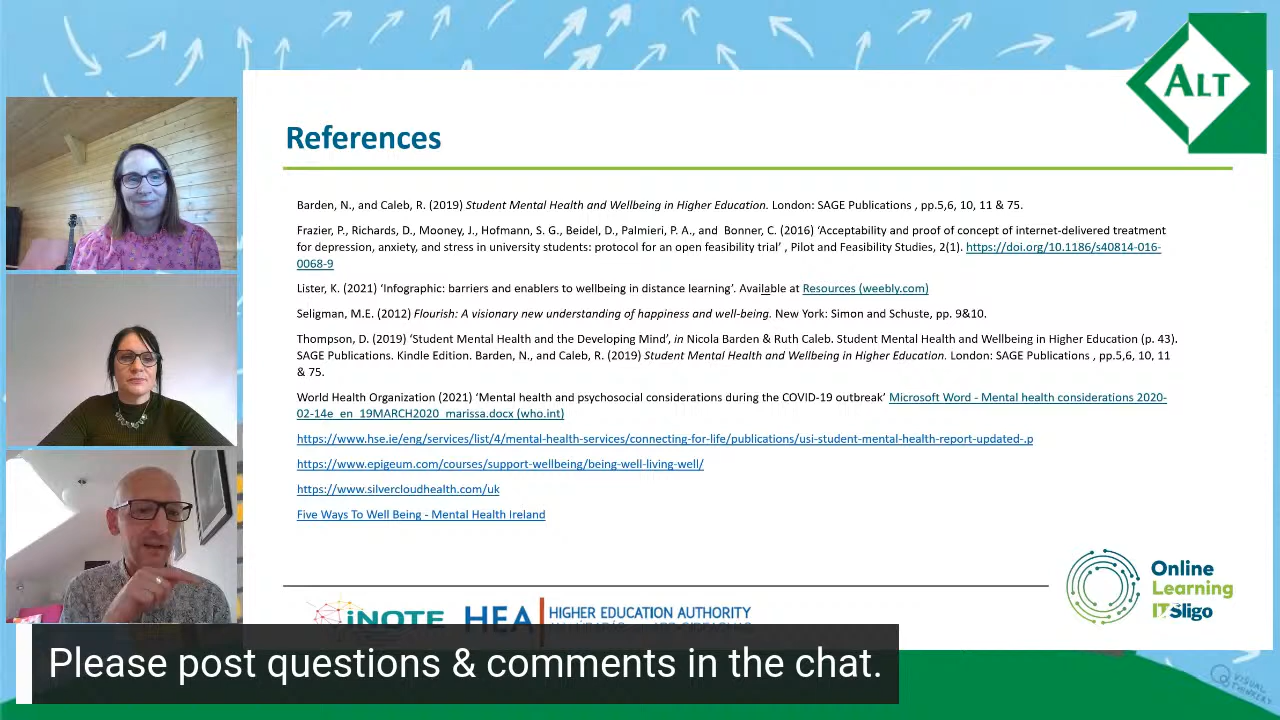 ALT
References
Barden, N., and Caleb, R. (2019) Student Mental Health and Wellbeing in Higher Education. London: SAGE Publications , pp.5,6, 10, 11 & 75.
Frazier, P., Richards, D., Mooney, J., Hofmann, S. G., Beidel, D., Palmieri, P. A., and Bonner, C. (2016) ‘Acceptability and proof of concept of internet-delivered treatment
for depression, anxiety, and stress in university students: protocol for an open feasibility trial’ , Pilot and Feasibility Studies, 2(1). https://doi.org/10.1186/s40814-016-
0068-9
Lister, K. (2021) ‘Infographic: barriers and enablers to wellbeing in distance learning’. Available at Resources (weebly.com)
Seligman, M.E. (2012) Flourish: A visionary new understanding of happiness and well-being. New York: Simon and Schuste, pp. 9&10.
Thompson, D. (2019) ‘Student Mental Health and the Developing Mind’, in Nicola Barden & Ruth Caleb. Student Mental Health and Wellbeing in Higher Education (p. 43).
SAGE Publications. Kindle Edition. Barden, N., and Caleb, R. (2019) Student Mental Health and Wellbeing in Higher Education. London: SAGE Publications , pp.5,6, 10, 11
& 75.
World Health Organization (2021) ‘Mental health and psychosocial considerations during the COVID-19 outbreak’ Microsoft Word - Mental health considerations 2020-
02-14e_en_19MARCH2020_marissa.docx (who.int)
https://www.hse.ie/eng/services/list/4/mental-health-services/connecting-for-life/publications/usi-student-mental-health-report-updated-.p
https://www.epigeum.com/courses/support-wellbeing/being-well-living-well/
https://www.silvercloudhealth.com/uk
Five Ways To Well Being - Mental Health Ireland
iNOTE HEA HIGHER EDUCATION AUTHORITY
Online
Learning
IT Sligo
Please post questions & comments in the chat.
VISUAL
THINKERY